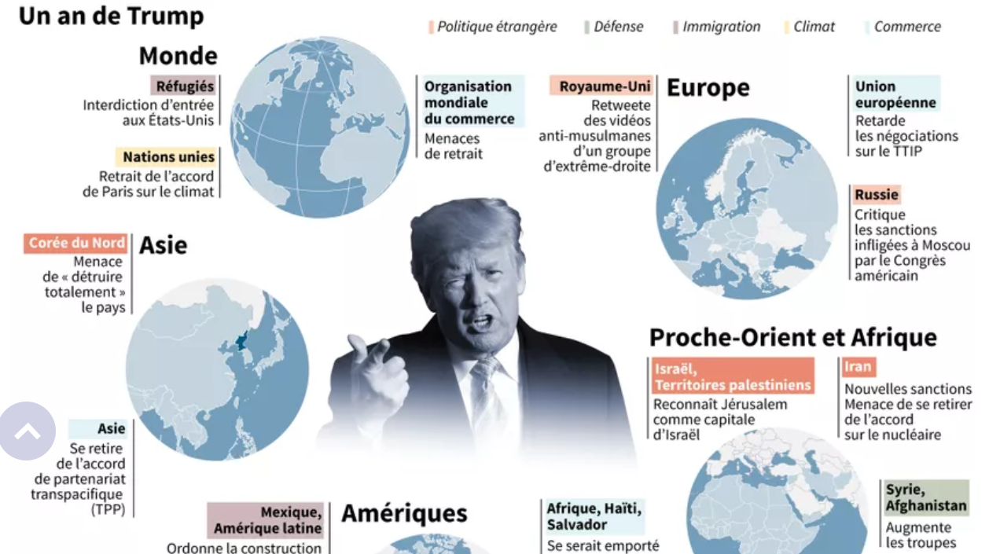 Un an de Trump
Politique étrangère
Défense
Immigration
Climat
Commerce
Monde
Réfugiés
Interdiction d'entrée
aux États-Unis
Nations unies
Retrait de l'accord
de Paris sur le climat
Organisation
mondiale
du commerce
Menaces
de retrait
Royaume-Uni
Retweete
des vidéos
anti-musulmanes
d'un groupe
d'extrême-droite
Europe
Union
européenne
Retarde
les négociations
sur le TTIP
Russie
Critique
les sanctions
infligées à Moscou
par le Congrès
américain
Corée du Nord
Menace
de « détruire
totalement »
le pays
Asie
Asie
Se retire
de l'accord
de partenariat
transpacifique
(TPP)
Proche-Orient et Afrique
Israël,
Territoires palestiniens
Reconnaît Jérusalem
comme capitale
d'Israël
Iran
Nouvelles sanctions
Menace de se retirer
de l'accord
sur le nucléaire
Syrie,
Afghanistan
Augmente
les troupes
Mexique,
Amérique latine
Ordonne la construction
Amériques
Afrique, Haïti,
Salvador
Se serait emporté